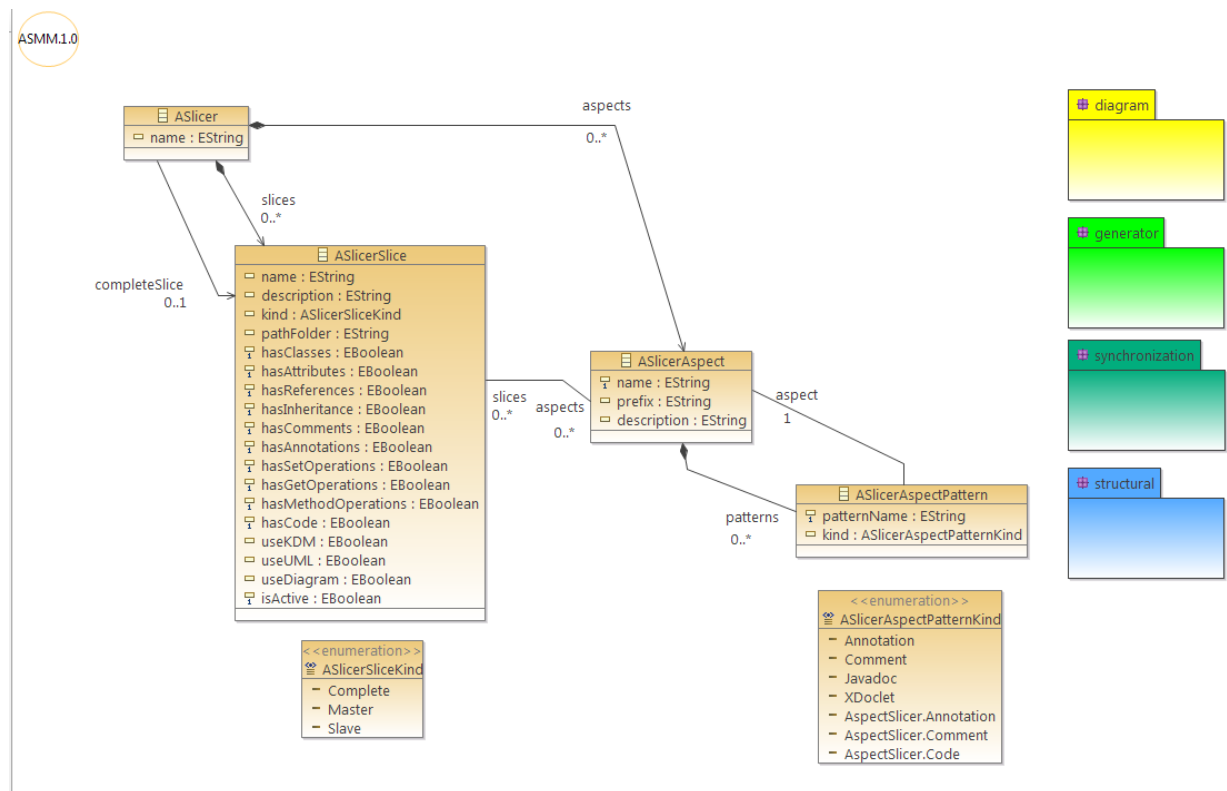 ASMM.1.0
ASlicer
name : EString
aspects
0..*
slices
0..*
completeSlice
0..1
ASlicerSlice
name : EString
description : EString
kind : ASlicerSliceKind
pathFolder : EString
hasClasses : EBoolean
hasAttributes : EBoolean
hasReferences : EBoolean
hasInheritance : EBoolean
hasComments : EBoolean
hasAnnotations : EBoolean
hasSetOperations : EBoolean
hasGetOperations : EBoolean
hasMethodOperations : EBoolean
hasCode : EBoolean
useKDM : EBoolean
useUML : EBoolean
useDiagram : EBoolean
isActive : EBoolean
<<enumeration>>
ASlicerSliceKind
Complete
Master
Slave
slices
0..*
aspects
0..*
ASlicerAspect
name : EString
prefix : EString
description : EString
aspect
1
patterns
0..*
ASlicerAspectPattern
patternName : EString
kind : ASlicerAspectPatternKind
<<enumeration>>
ASlicerAspectPatternKind
Annotation
Comment
Javadoc
XDoclet
AspectSlicer.Annotation
AspectSlicer.Comment
AspectSlicer.Code
diagram
generator
synchronization
structural